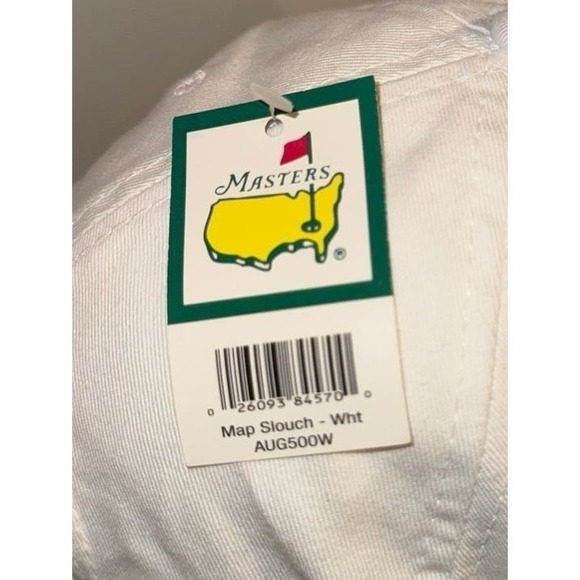 MASTERS
®
0 26093 84570 0
Map Slouch - Wht
AUG500W